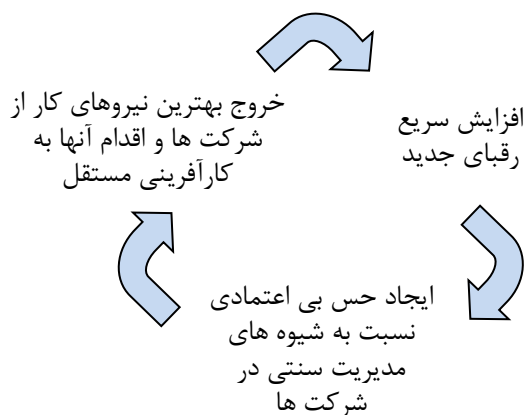 افزایش سریع
رقبای جدید
ایجاد حس بی اعتمادی
نسبت به شیوه های
مدیریت سنتی در
شرکت ها
خروج بهترین نیروهای کار از
شرکت ها و اقدام آنها به
کارآفرینی مستقل